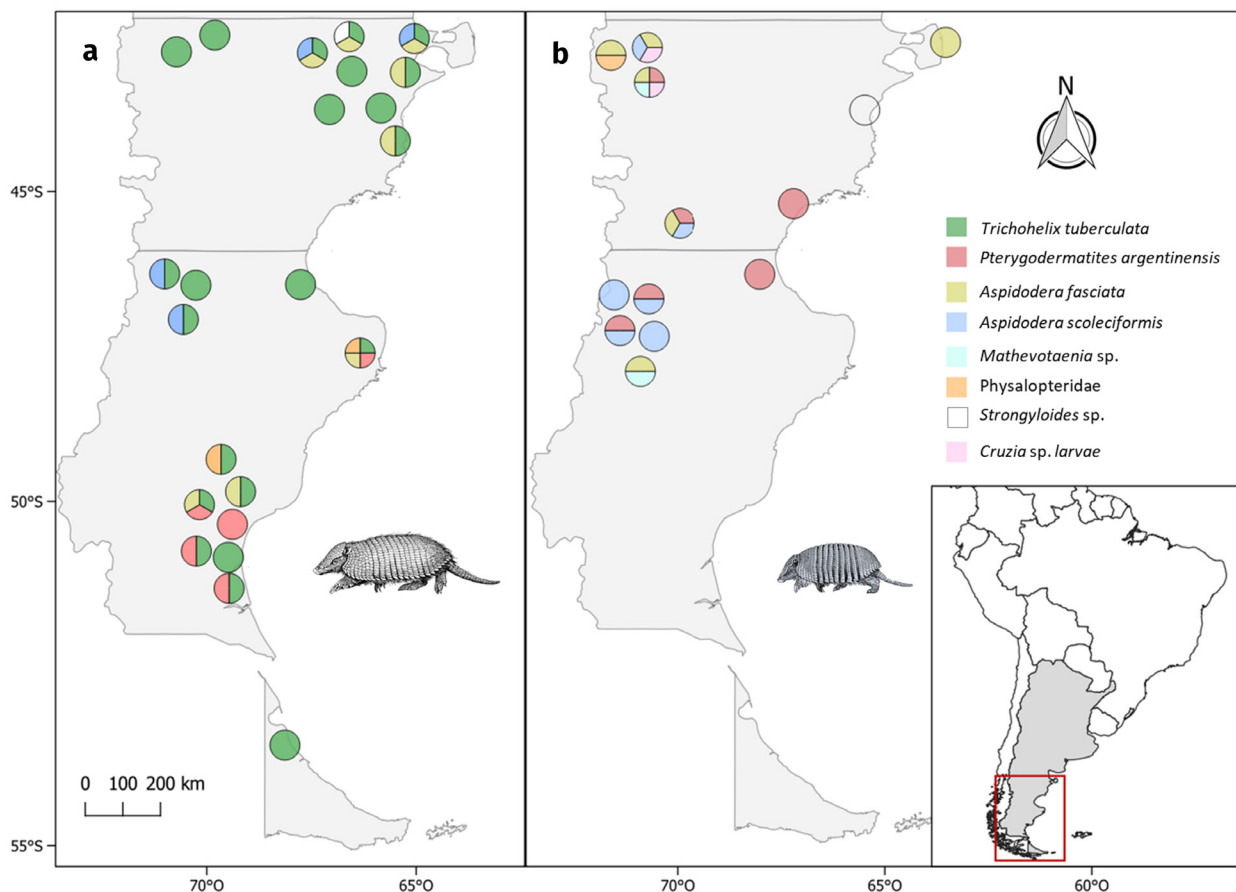 a
b
N
45°S
50°S
55°S
0 100 200 km
70°O
65°O
70°O
65°O
60°O
Trichohelix tuberculata
Pterygodermatites argentinensis
Aspidodera fasciata
Aspidodera scoleciformis
Mathevotaenia sp.
Physalopteridae
Strongyloides sp.
Cruzia sp. larvae